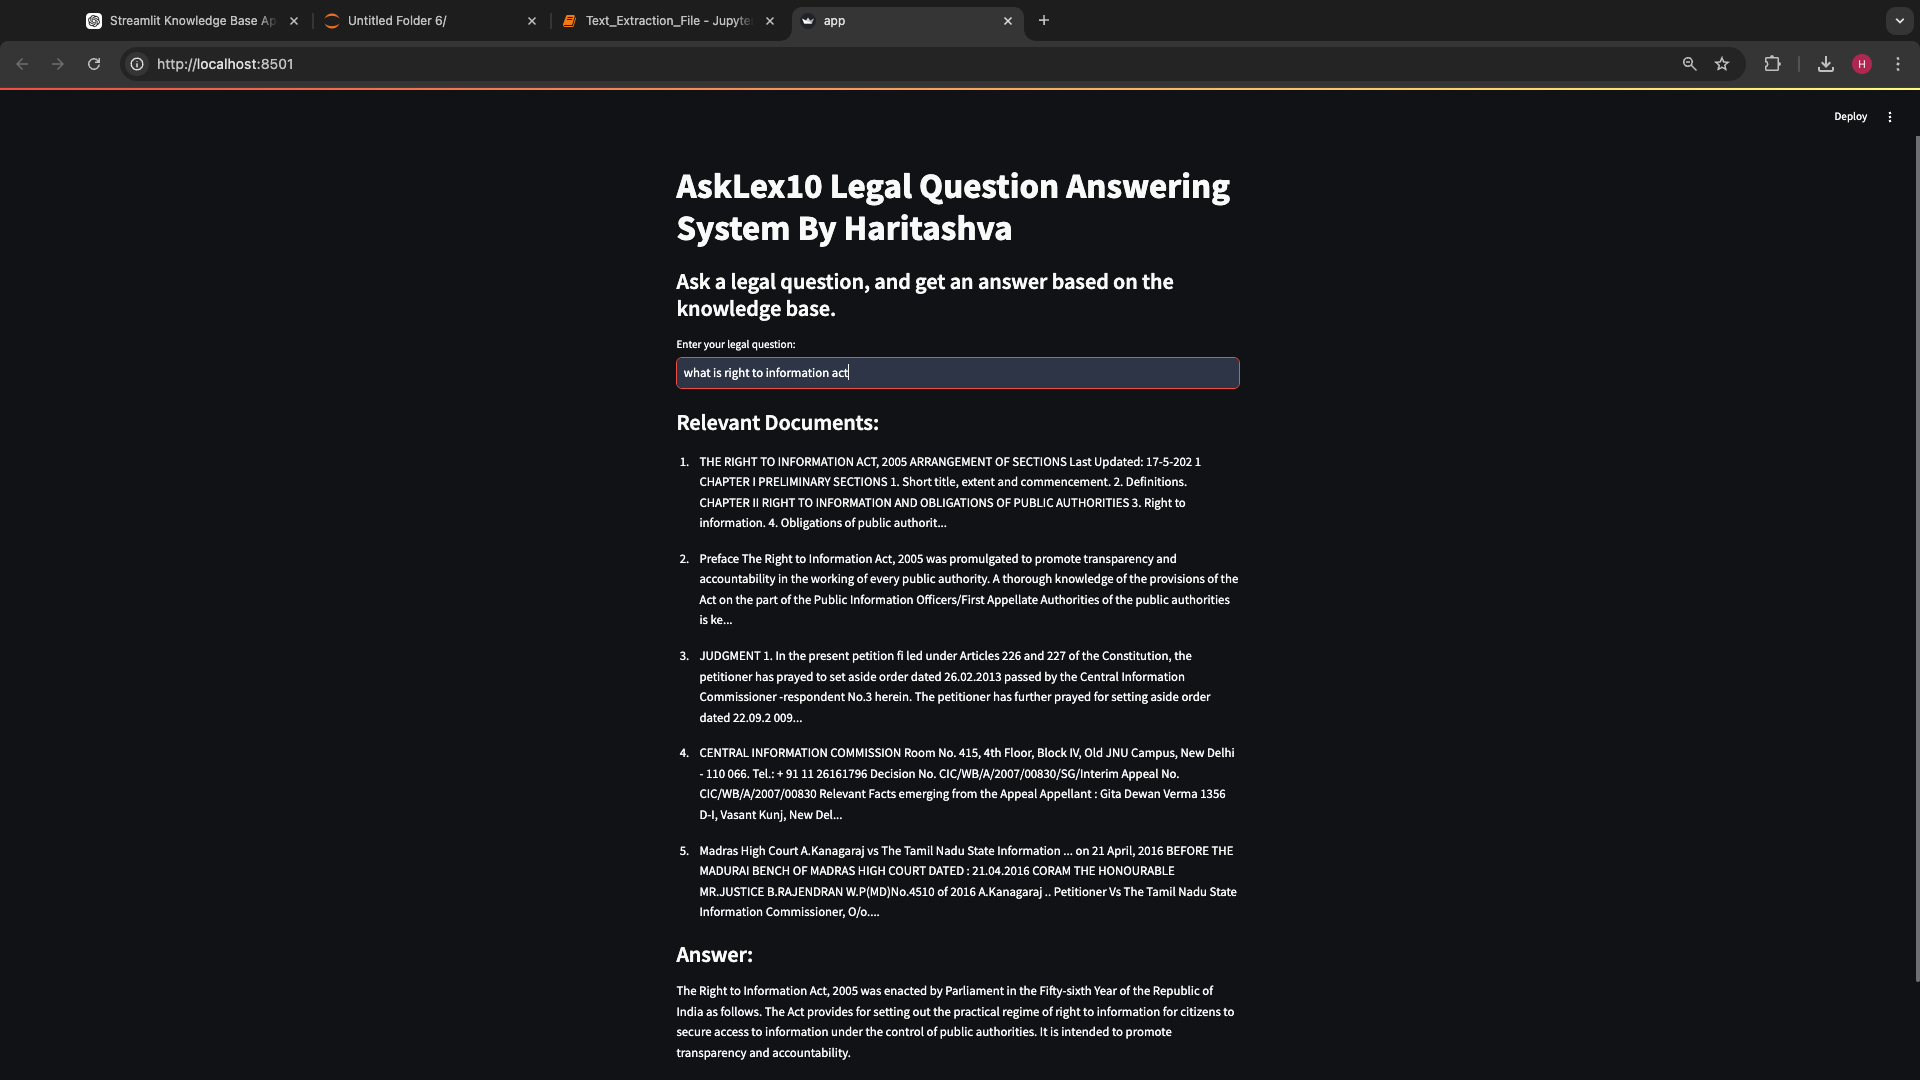 Streamlit Knowledge Base Ap
Untitled Folder 6/
Text_Extraction_File - Jupyte
app
http://localhost:8501
H
Deploy
AskLex10 Legal Question Answering
System By Haritashva
Ask a legal question, and get an answer based on the
knowledge base.
Enter your legal question:
what is right to information act
Relevant Documents:
1. THE RIGHT TO INFORMATION ACT, 2005 ARRANGEMENT OF SECTIONS Last Updated: 17-5-202 1
CHAPTER I PRELIMINARY SECTIONS 1. Short title, extent and commencement. 2. Definitions.
CHAPTER II RIGHT TO INFORMATION AND OBLIGATIONS OF PUBLIC AUTHORITIES 3. Right to
information. 4. Obligations of public authorit...
2. Preface The Right to Information Act, 2005 was promulgated to promote transparency and
accountability in the working of every public authority. A thorough knowledge of the provisions of the
Act on the part of the Public Information Officers/First Appellate Authorities of the public authorities
is ke...
3. JUDGMENT 1. In the present petition fi led under Articles 226 and 227 of the Constitution, the
petitioner has prayed to set aside order dated 26.02.2013 passed by the Central Information
Commissioner -respondent No.3 herein. The petitioner has further prayed for setting aside order
dated 22.09.2 009...
4. CENTRAL INFORMATION COMMISSION Room No. 415, 4th Floor, Block IV, Old JNU Campus, New Delhi
- 110 066. Tel.: + 91 11 26161796 Decision No. CIC/WB/A/2007/00830/SG/Interim Appeal No.
CIC/WB/A/2007/00830 Relevant Facts emerging from the Appeal Appellant : Gita Dewan Verma 1356
D-I, Vasant Kunj, New Del...
5. Madras High Court A.Kanagaraj vs The Tamil Nadu State Information ... on 21 April, 2016 BEFORE THE
MADURAI BENCH OF MADRAS HIGH COURT DATED : 21.04.2016 CORAM THE HONOURABLE
MR.JUSTICE B.RAJENDRAN W.P(MD)No.4510 of 2016 A.Kanagaraj .. Petitioner Vs The Tamil Nadu State
Information Commissioner, O/o....
Answer:
The Right to Information Act, 2005 was enacted by Parliament in the Fifty-sixth Year of the Republic of
India as follows. The Act provides for setting out the practical regime of right to information for citizens to
secure access to information under the control of public authorities. It is intended to promote
transparency and accountability.